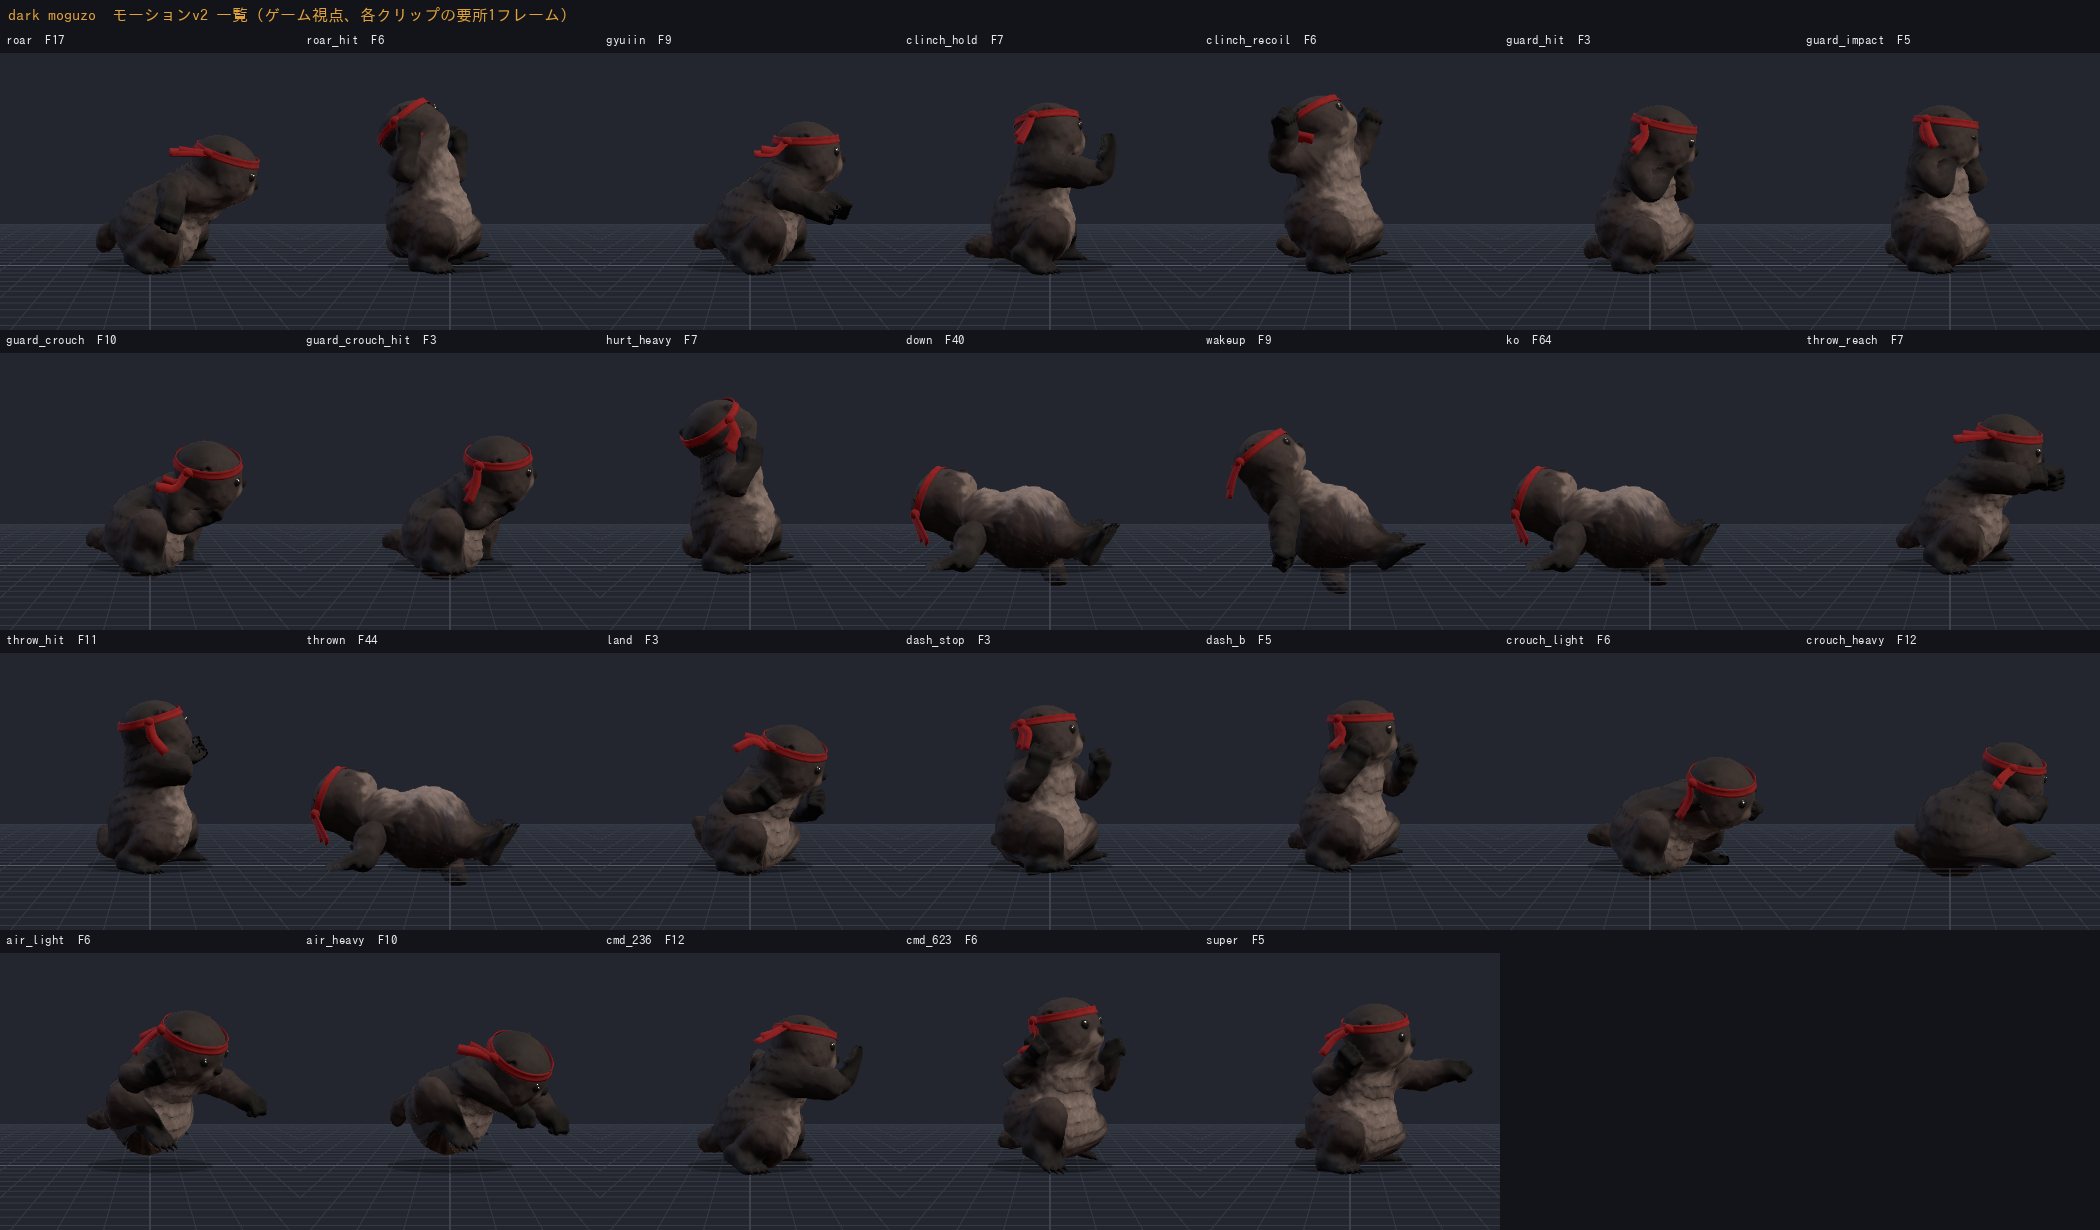 dark moguzo モーションv2 一覧（ゲーム視点、各クリップの要所1フレーム）
roar F17 roar_hit F6 gyuiin F9 clinch_hold F7 clinch_recoil F6 guard_hit F3 guard_impact F5
guard_crouch F10 guard_crouch_hit F3 hurt_heavy F7 down F40 wakeup F9 ko F64 throw_reach F7
throw_hit F11 thrown F44 land F3 dash_stop F3 dash_b F5 crouch_light F6 crouch_heavy F12
air_light F6 air_heavy F10 cmd_236 F12 cmd_623 F6 super F5